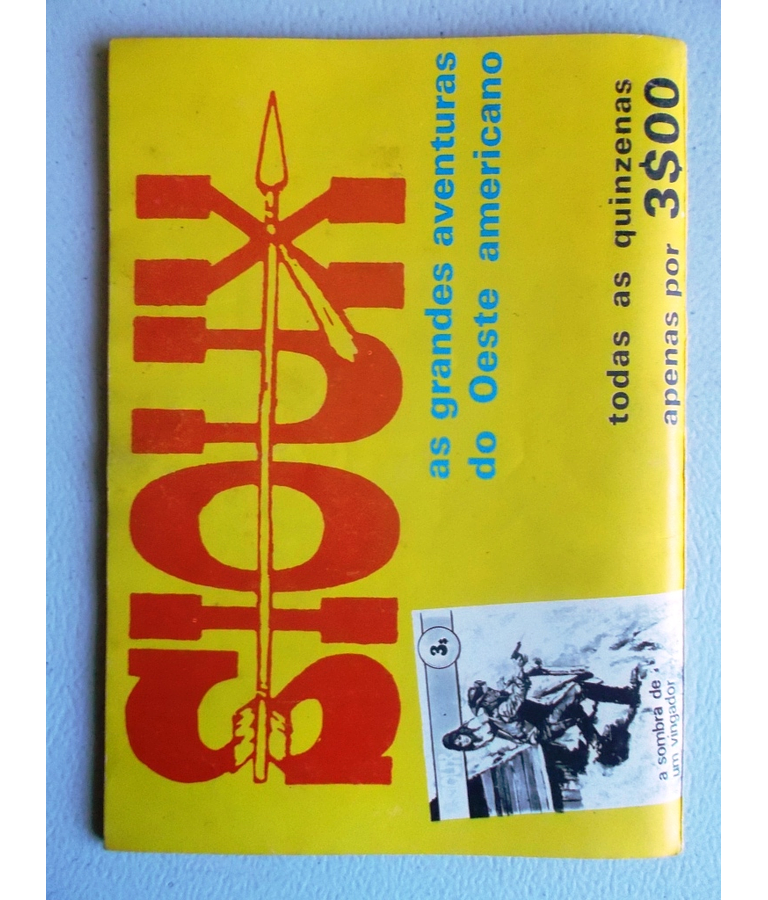 SIOUX
as grandes aventuras
do Oeste americano
todas as quinzenas
apenas por 3$00
3$
SIOUX
a sombra de
um vingador